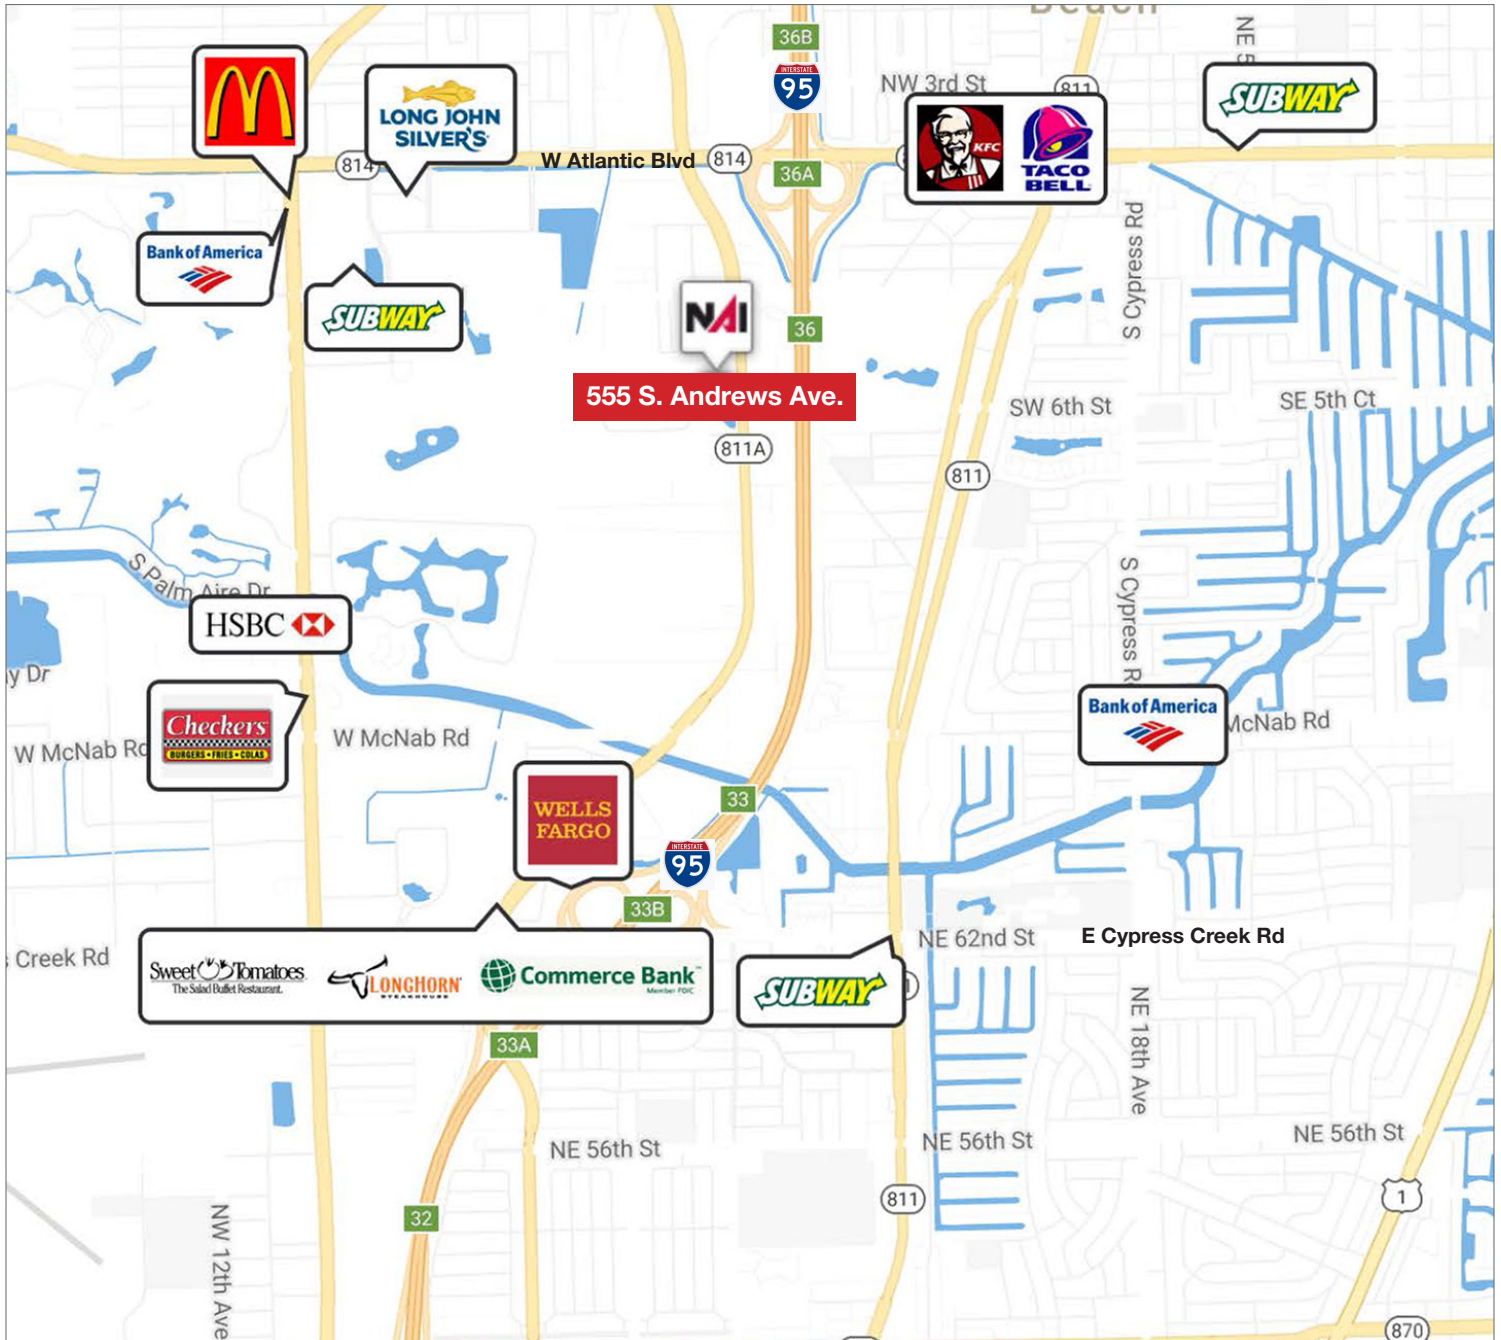 Beach
36B
INTERSTATE
95
NW 3rd St
811
NE 5
SUBWAY
LONG JOHN
SILVER'S
KFC
TACO
BELL
814
W Atlantic Blvd
814
36A
Bank of America
S Cypress Rd
SUBWAY
NAI
36
555 S. Andrews Ave.
SW 6th St
SE 5th Ct
811A
811
S Palm Aire Dr
S Cypress R
HSBC
y Dr
Checkers
BURGERS • FRIES • COLAS
W McNab Rd
W McNab Rd
Bank of America
McNab Rd
WELLS
FARGO
33
INTERSTATE
95
33B
NE 62nd St
E Cypress Creek Rd
Creek Rd
Sweet Tomatoes
The Salad Buffet Restaurant.
LONGHORN
STEAKHOUSE
Commerce Bank
Member FDIC
SUBWAY
33A
NE 18th Ave
NE 56th St
NE 56th St
NE 56th St
811
1
32
NW 12th Ave
870